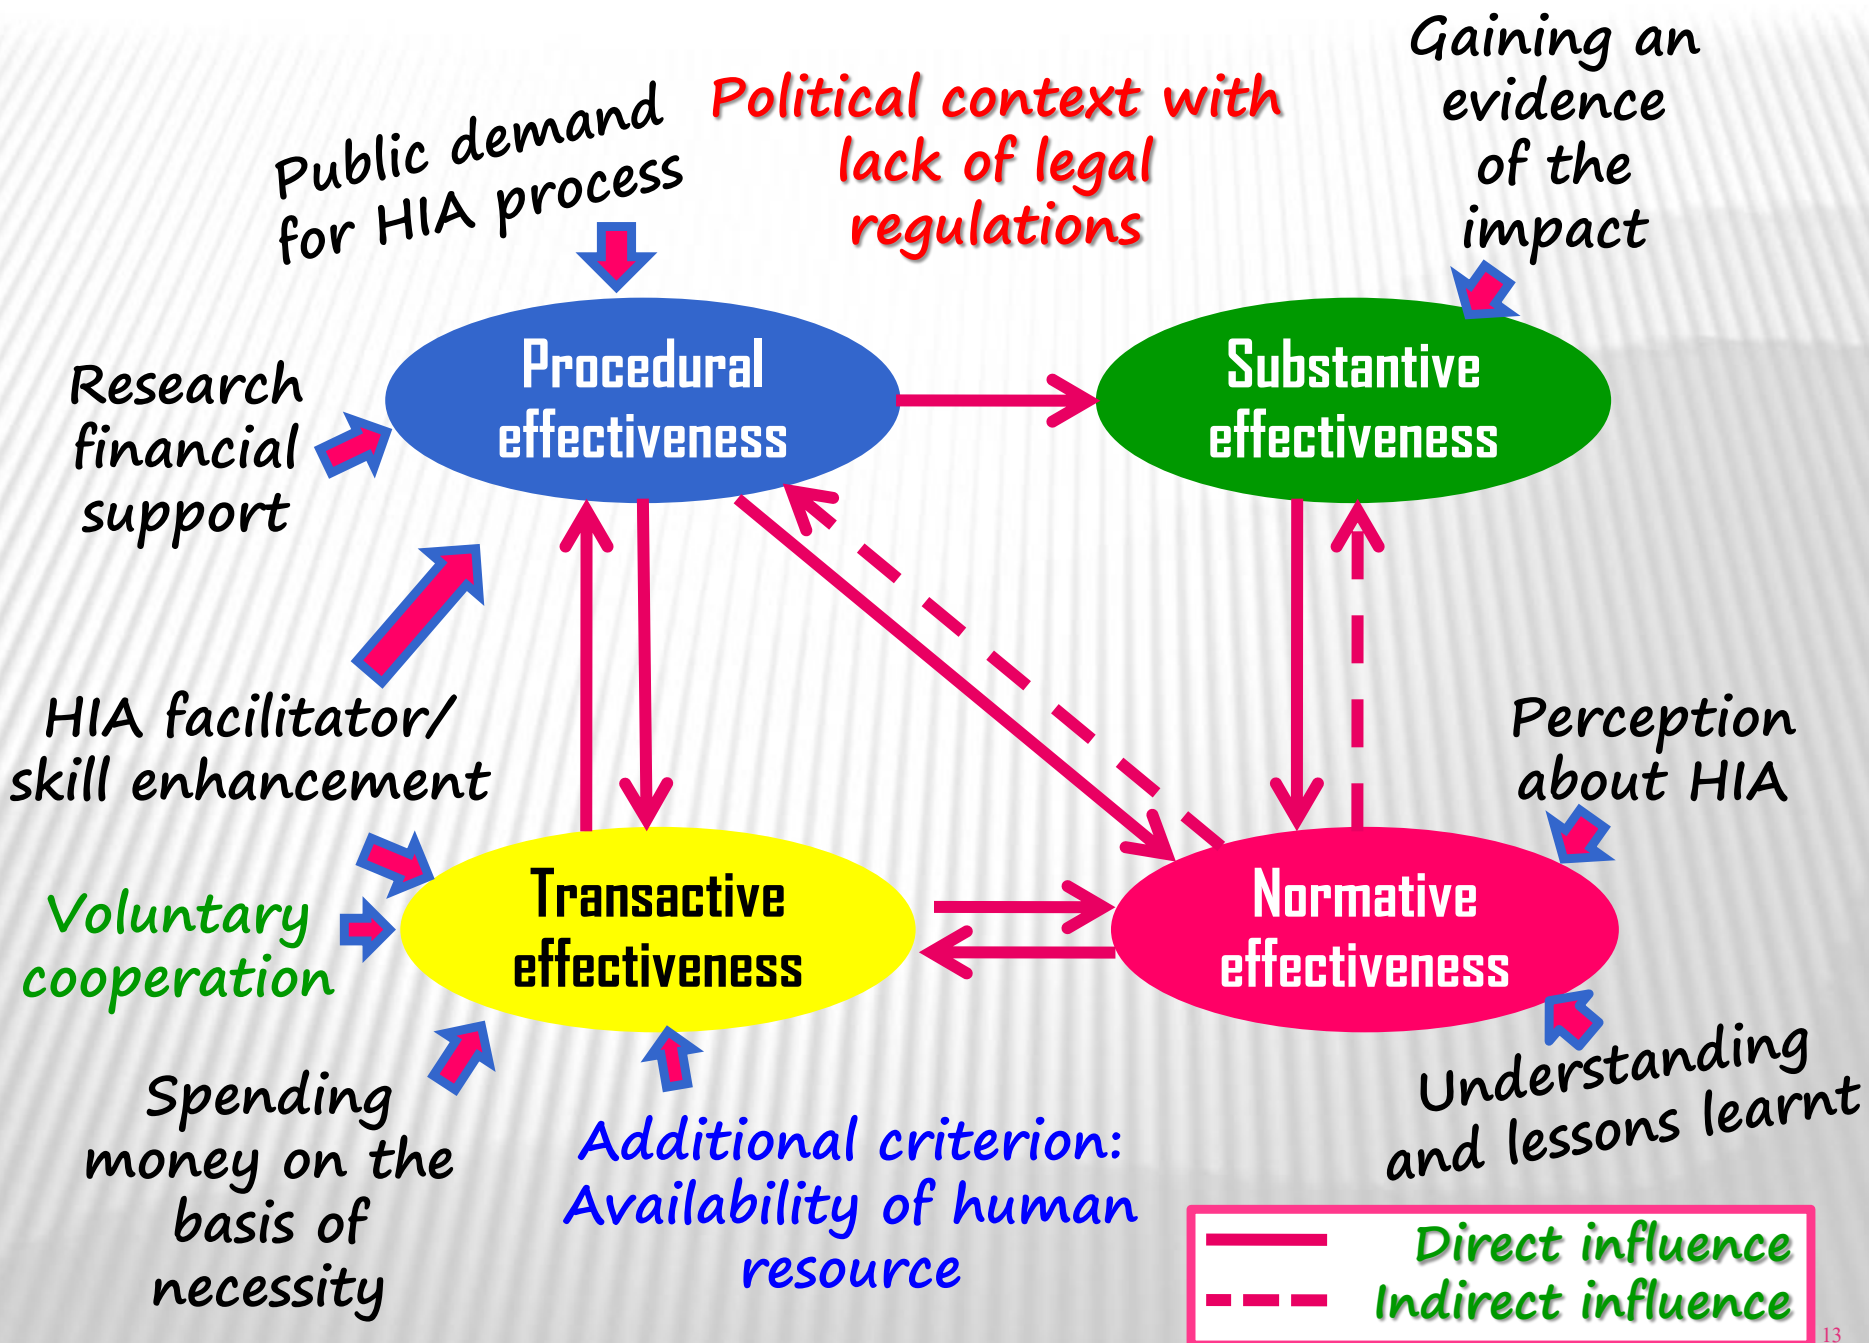 Public demand
for HIA process
Political context with
lack of legal
regulations
Gaining an
evidence
of the
impact
Procedural
effectiveness
Substantive
effectiveness
Research
financial
support
HIA facilitator/
skill enhancement
Perception
about HIA
Voluntary
cooperation
Transactive
effectiveness
Normative
effectiveness
Spending
money on the
basis of
necessity
Additional criterion:
Availability of human
resource
Understanding
and lessons learnt
Direct influence
Indirect influence
13